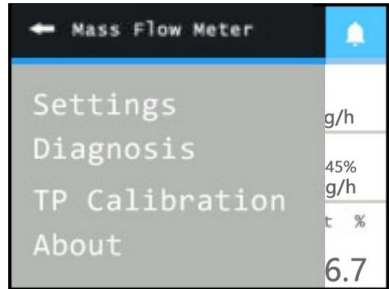 Mass Flow Meter
Settings
g/h
Diagnosis
45%
TP Calibration
g/h
t %
About
6.7